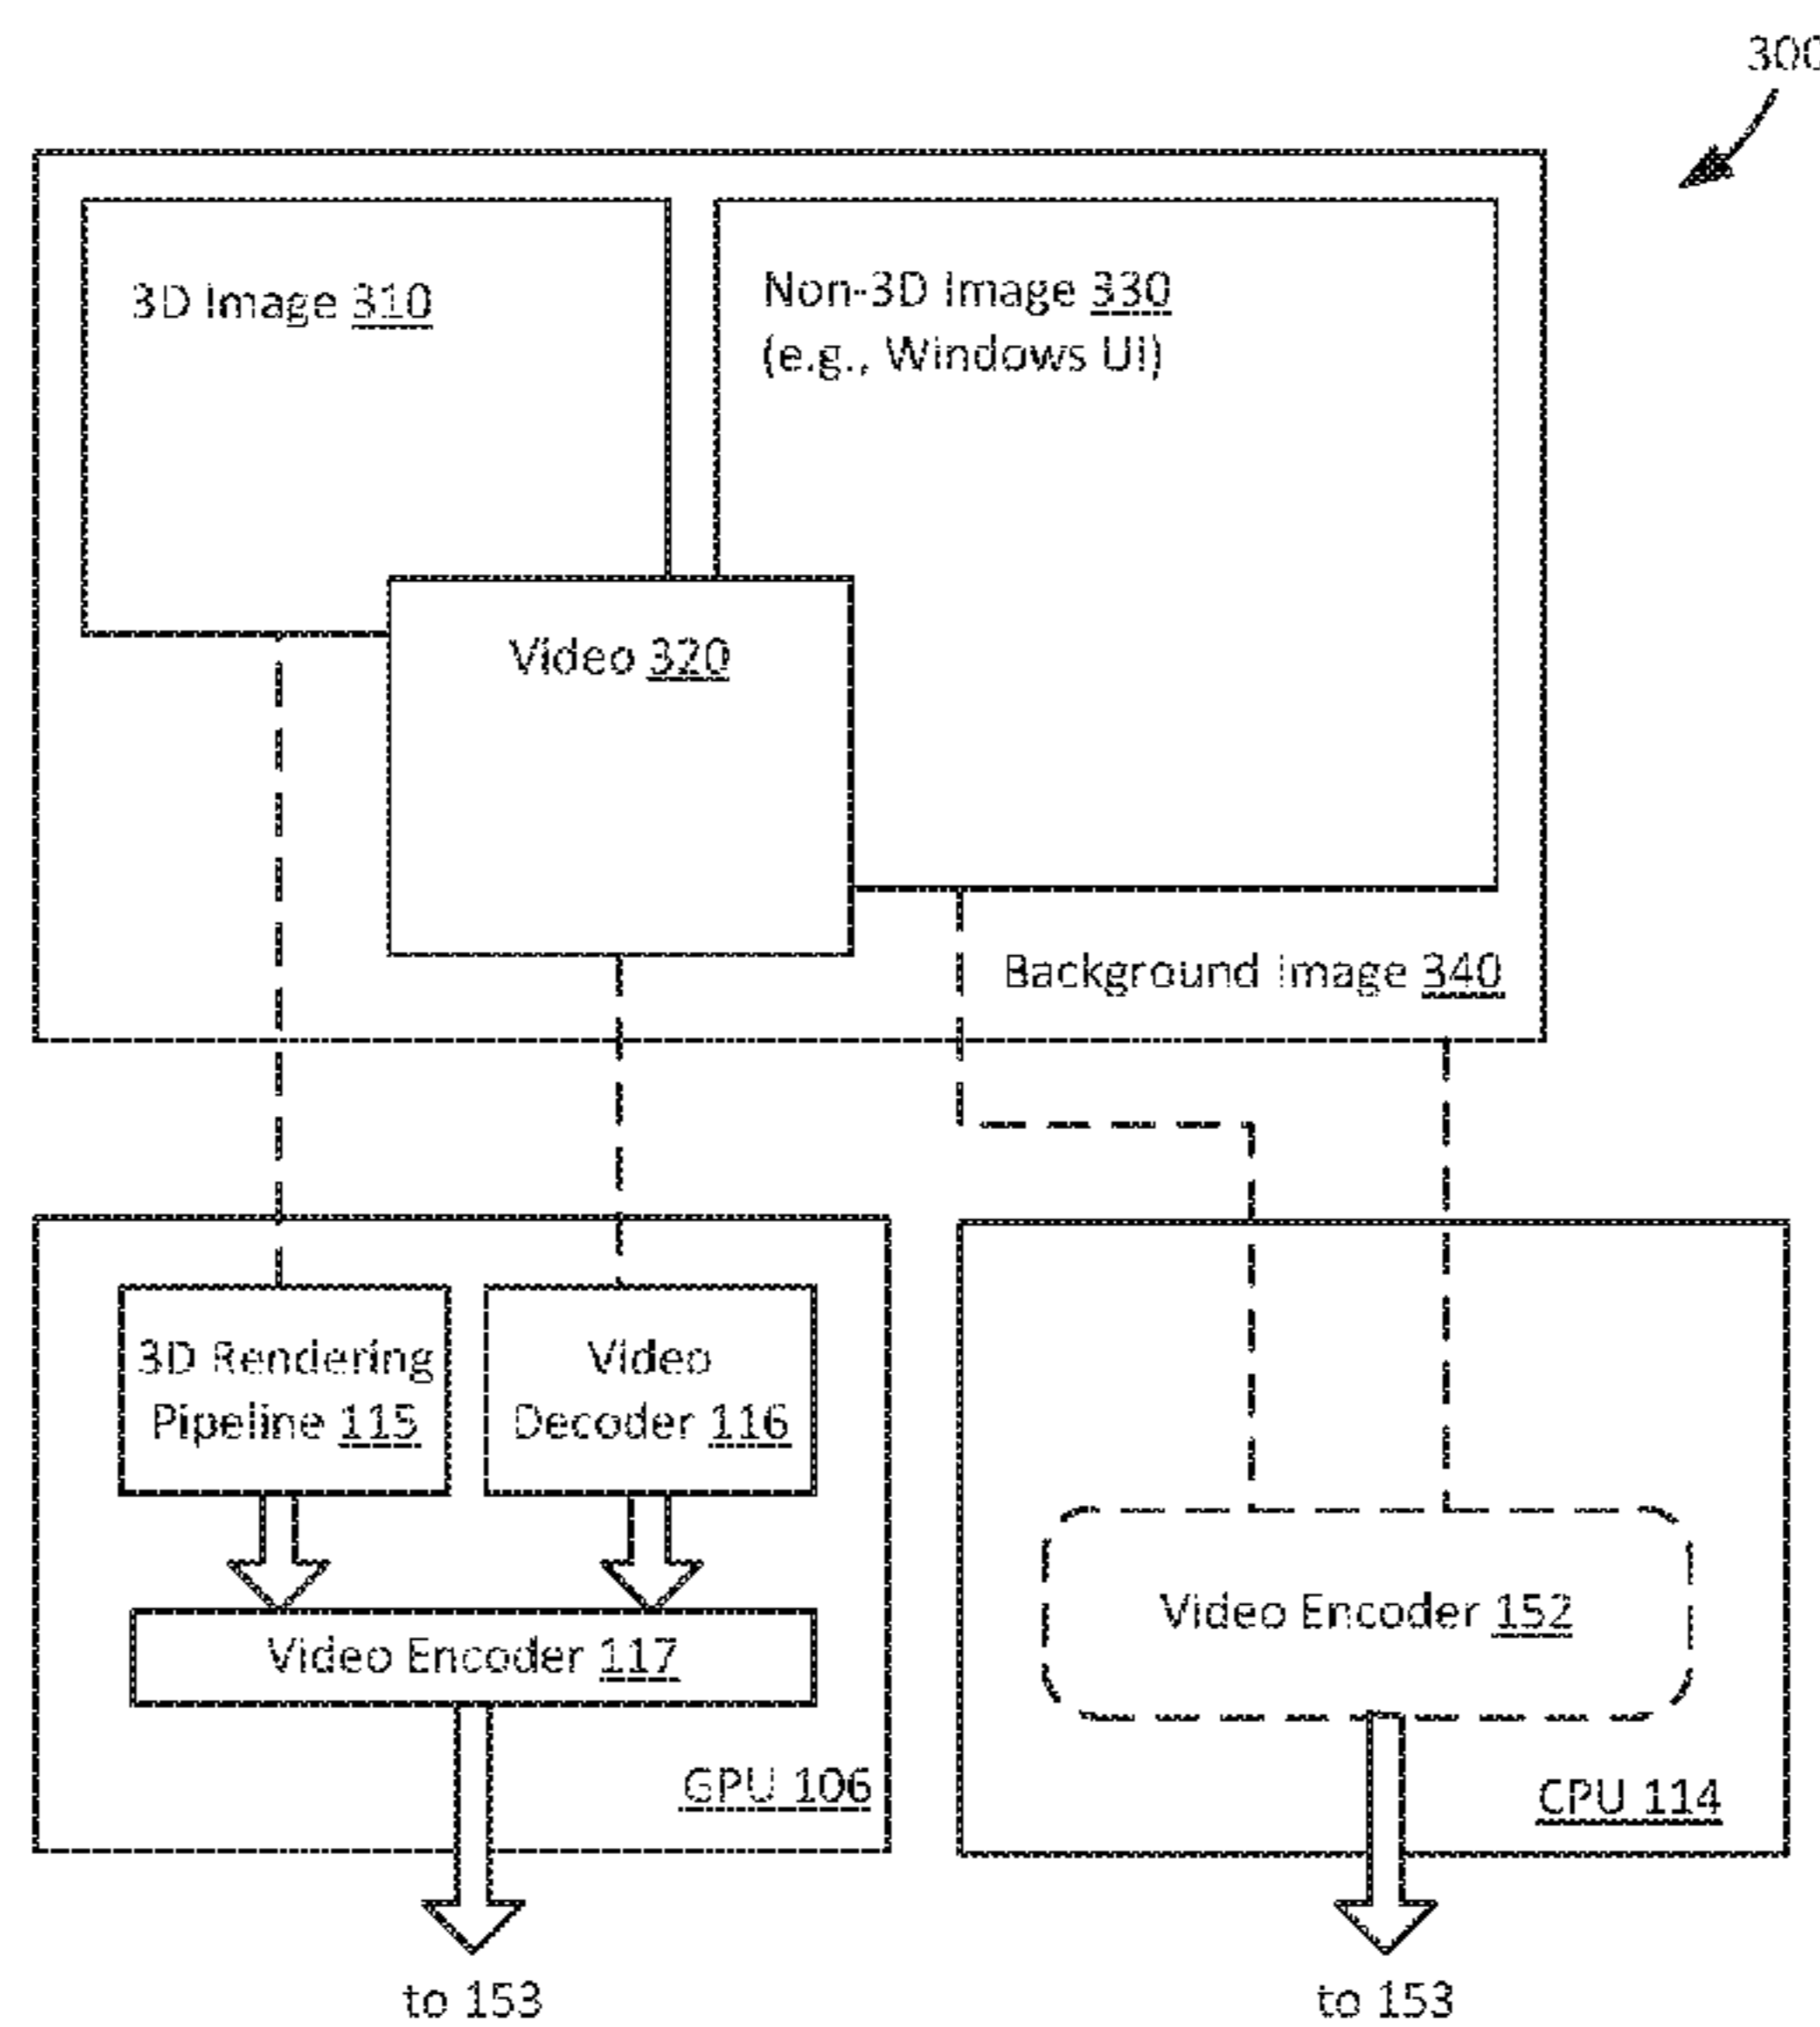 300
3D Image 310
Non-3D Image 330
(e.g., Windows UI)
Video 320
Background Image 340
3D Rendering
Pipeline 115
Video
Decoder 116
Video Encoder 117
GPU 106
Video Encoder 152
CPU 114
to 153
to 153